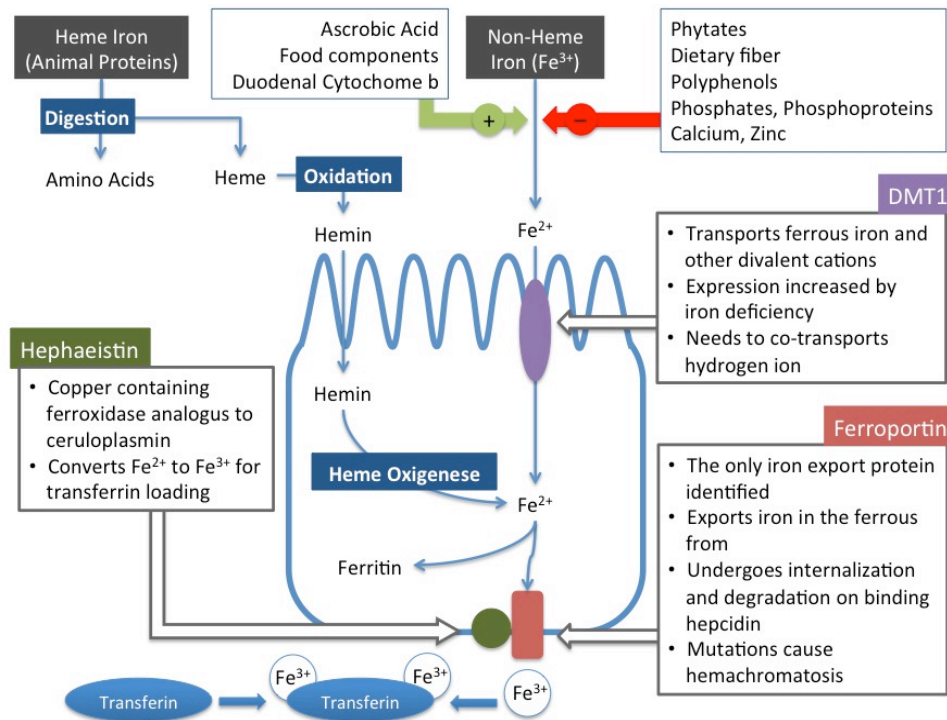 Heme Iron
(Animal Proteins)
Ascrobic Acid
Food components
Duodenal Cytochome b
Non-Heme
Iron (Fe³⁺)
Phytates
Dietary fiber
Polyphenols
Phosphates, Phosphoproteins
Calcium, Zinc
+
−
Digestion
Amino Acids
Heme
Oxidation
Hemin
Fe²⁺
DMT1
• Transports ferrous iron and
other divalent cations
• Expression increased by
iron deficiency
• Needs to co-transports
hydrogen ion
Hephaeistin
• Copper containing
ferroxidase analogus to
ceruloplasmin
• Converts Fe²⁺ to Fe³⁺ for
transferrin loading
Hemin
Heme Oxigenese
Fe²⁺
Ferritin
Ferroportin
• The only iron export protein
identified
• Exports iron in the ferrous
from
• Undergoes internalization
and degradation on binding
hepcidin
• Mutations cause
hemachromatosis
Transferin
Fe³⁺
Transferin
Fe³⁺
Fe³⁺